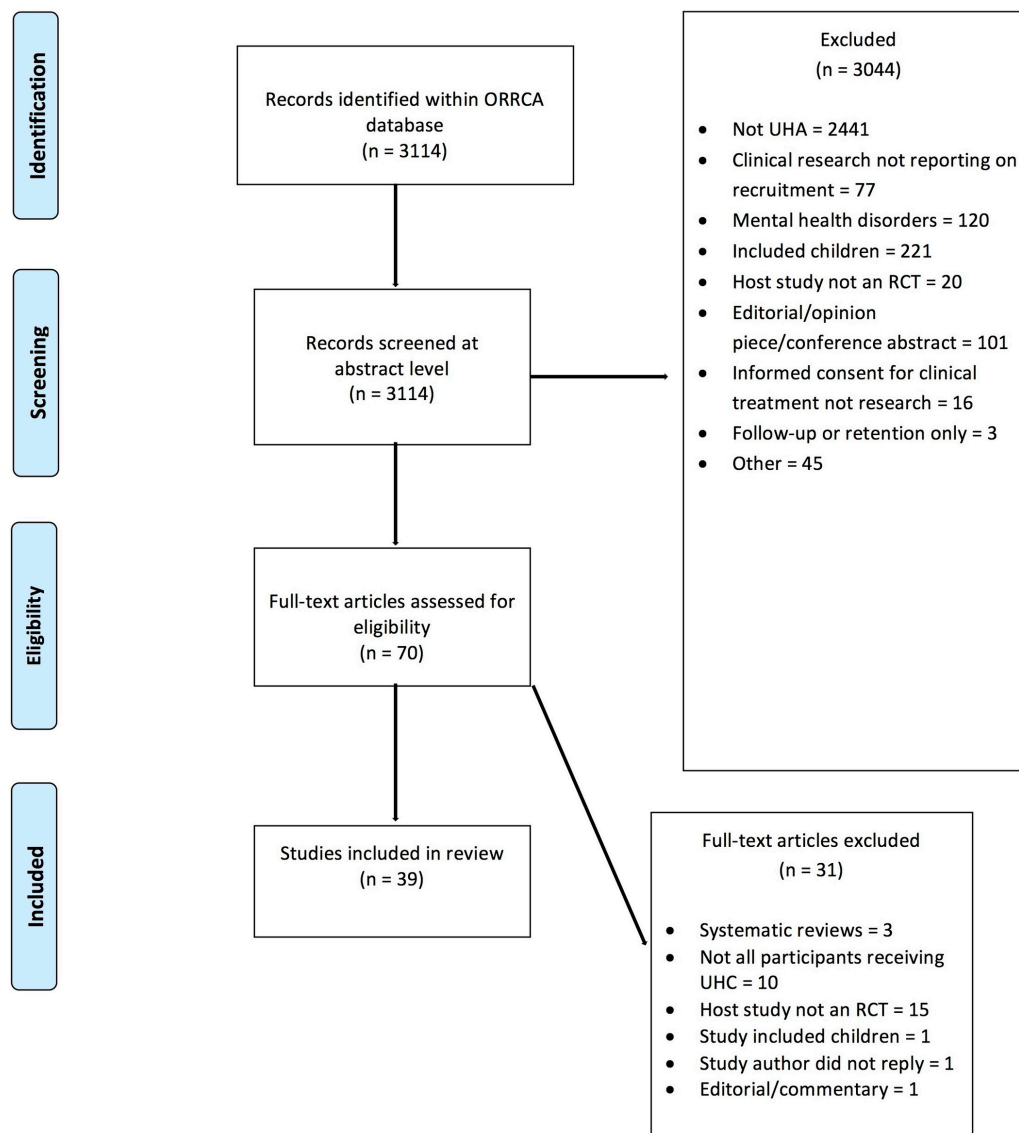 Identification
Records identified within ORRCA
database
(n = 3114)
Screening
Records screened at
abstract level
(n = 3114)
Excluded
(n = 3044)
• Not UHA = 2441
• Clinical research not reporting on
recruitment = 77
• Mental health disorders = 120
• Included children = 221
• Host study not an RCT = 20
• Editorial/opinion
piece/conference abstract = 101
• Informed consent for clinical
treatment not research = 16
• Follow-up or retention only = 3
• Other = 45
Eligibility
Full-text articles assessed for
eligibility
(n = 70)
Included
Studies included in review
(n = 39)
Full-text articles excluded
(n = 31)
• Systematic reviews = 3
• Not all participants receiving
UHC = 10
• Host study not an RCT = 15
• Study included children = 1
• Study author did not reply = 1
• Editorial/commentary = 1